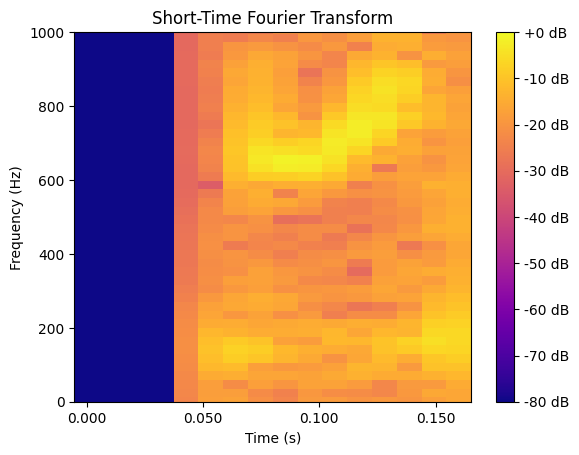 Short-Time Fourier Transform
Frequency (Hz)
1000
800
600
400
200
0
0.000
0.050
0.100
0.150
Time (s)
+0 dB
-10 dB
-20 dB
-30 dB
-40 dB
-50 dB
-60 dB
-70 dB
-80 dB